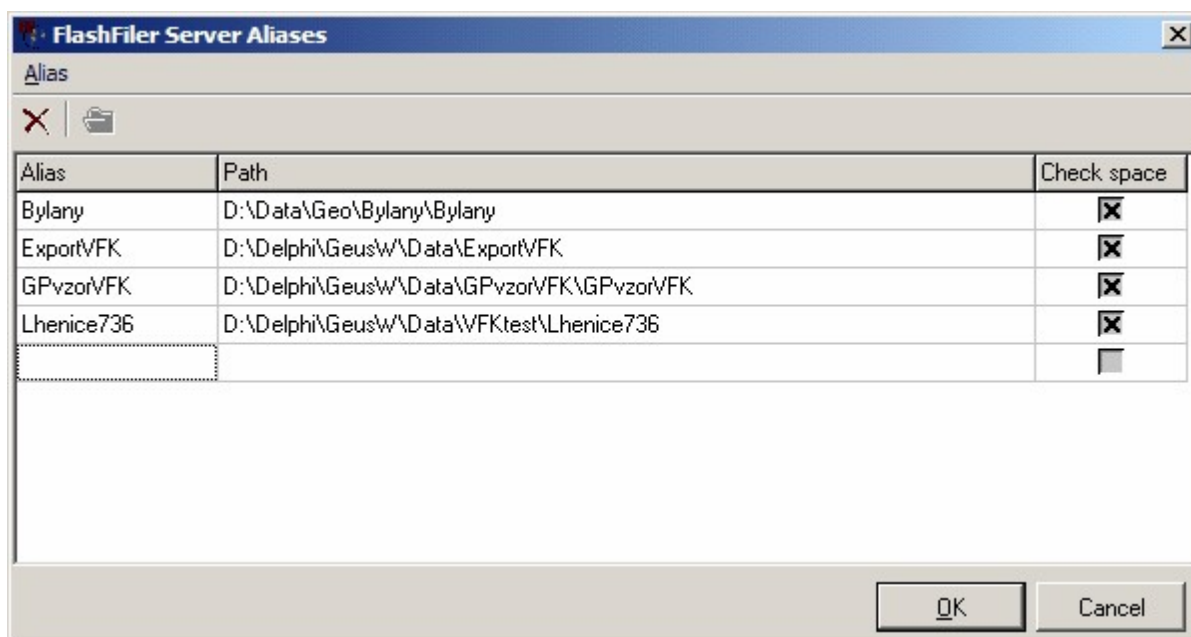 FlashFiler Server Aliases
Alias
Alias Path Check space
Bylany D:\Data\Geo\Bylany\Bylany
ExportVFK D:\Delphi\GeusW\Data\ExportVFK
GPvzorVFK D:\Delphi\GeusW\Data\GPvzorVFK\GPvzorVFK
Lhenice736 D:\Delphi\GeusW\Data\VFKtest\Lhenice736
OK Cancel